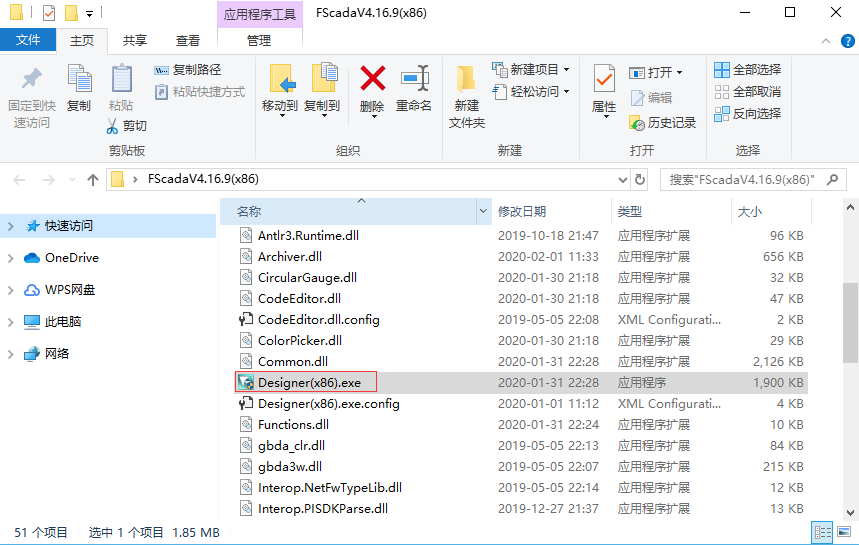 应用程序工具 FScadaV4.16.9(x86)
文件 主页 共享 查看 管理
固定到快速访问
复制
粘贴
复制路径
粘贴快捷方式
剪切
剪贴板
移动到
复制到
删除
重命名
组织
新建文件夹
新建项目
轻松访问
新建
属性
打开
编辑
历史记录
打开
全部选择
全部取消
反向选择
选择
FScadaV4.16.9(x86)
搜索"FScadaV4.16.9(x86)"
快速访问
OneDrive
WPS网盘
此电脑
网络
名称 修改日期 类型 大小
Antlr3.Runtime.dll 2019-10-18 21:47 应用程序扩展 96 KB
Archiver.dll 2020-02-01 11:33 应用程序扩展 656 KB
CircularGauge.dll 2020-01-30 21:18 应用程序扩展 32 KB
CodeEditor.dll 2020-01-30 21:18 应用程序扩展 47 KB
CodeEditor.dll.config 2019-05-05 22:08 XML Configurati... 2 KB
ColorPicker.dll 2020-01-30 21:18 应用程序扩展 29 KB
Common.dll 2020-01-31 22:28 应用程序扩展 2,126 KB
Designer(x86).exe 2020-01-31 22:28 应用程序 1,900 KB
Designer(x86).exe.config 2020-01-01 11:12 XML Configurati... 4 KB
Functions.dll 2020-01-31 22:24 应用程序扩展 10 KB
gbda_clr.dll 2019-05-05 22:13 应用程序扩展 84 KB
gbda3w.dll 2019-05-05 22:07 应用程序扩展 215 KB
Interop.NetFwTypeLib.dll 2019-05-05 22:14 应用程序扩展 12 KB
Interop.PISDKParse.dll 2019-12-27 21:37 应用程序扩展 13 KB
51 个项目 选中 1 个项目 1.85 MB